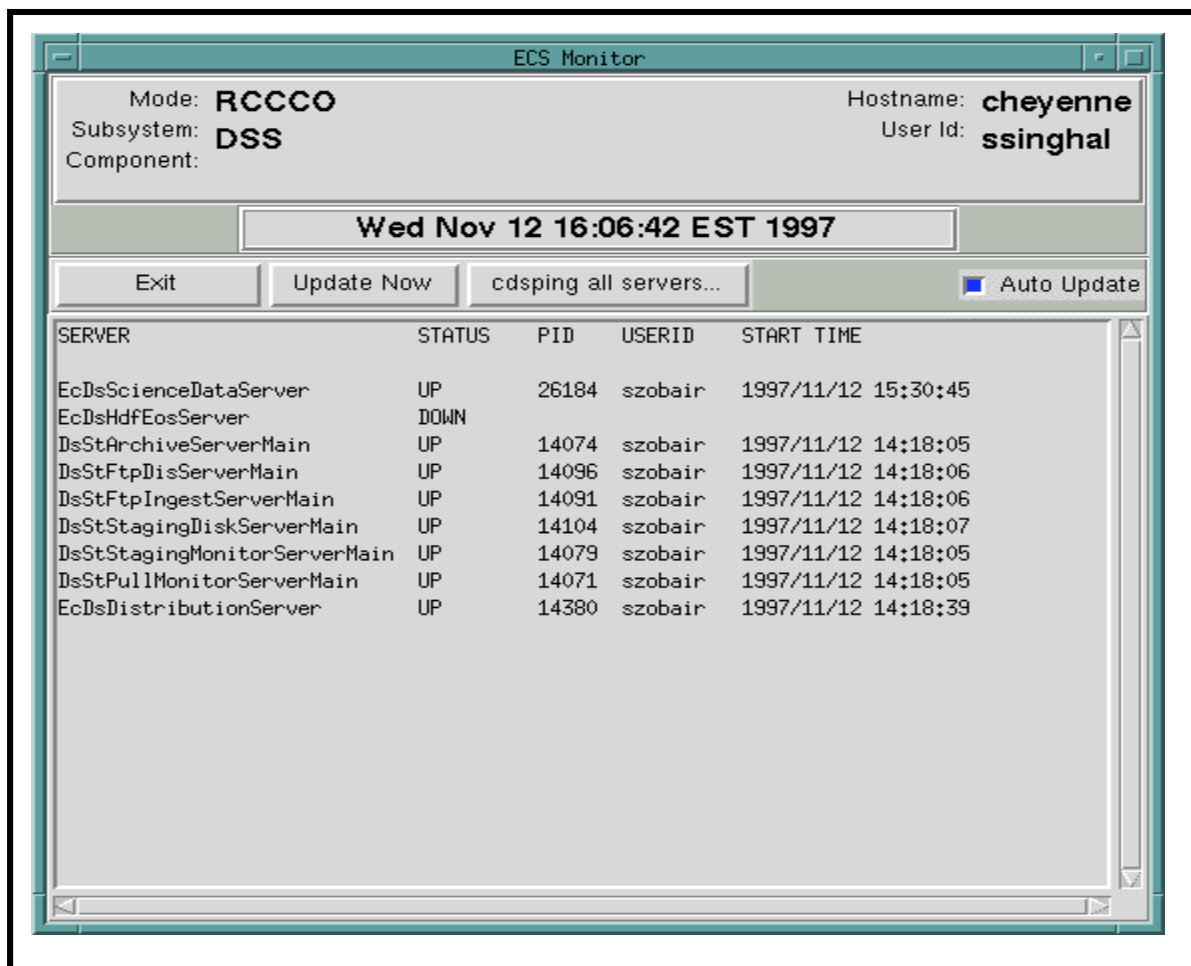 ECS Monitor
Mode: RCCCO Hostname: cheyenne
Subsystem: DSS User Id: ssinghal
Component:
Wed Nov 12 16:06:42 EST 1997
Exit Update Now cdsping all servers... Auto Update
SERVER STATUS PID USERID START TIME
EcDsScienceDataServer UP 26184 szobair 1997/11/12 15:30:45
EcDsHdfEosServer DOWN
DsStArchiveServerMain UP 14074 szobair 1997/11/12 14:18:05
DsStFtpDisServerMain UP 14096 szobair 1997/11/12 14:18:06
DsStFtpIngestServerMain UP 14091 szobair 1997/11/12 14:18:06
DsStStagingDiskServerMain UP 14104 szobair 1997/11/12 14:18:07
DsStStagingMonitorServerMain UP 14079 szobair 1997/11/12 14:18:05
DsStPullMonitorServerMain UP 14071 szobair 1997/11/12 14:18:05
EcDsDistributionServer UP 14380 szobair 1997/11/12 14:18:39